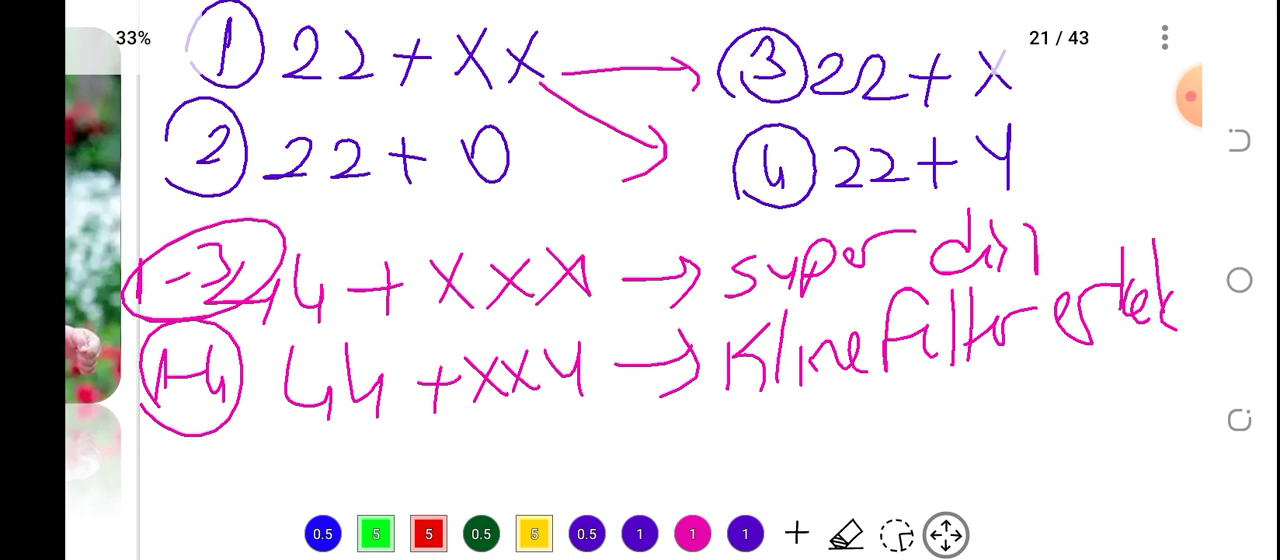 33%
21 / 43
1 22 + XX → 3 22 + X
2 22 + 0 → 4 22 + Y
1-3 44 + XXX → super dişi
1-4 44 + XXY → Klinefilter erkek
0.5 5 5 0.5 5 0.5 1 1 1